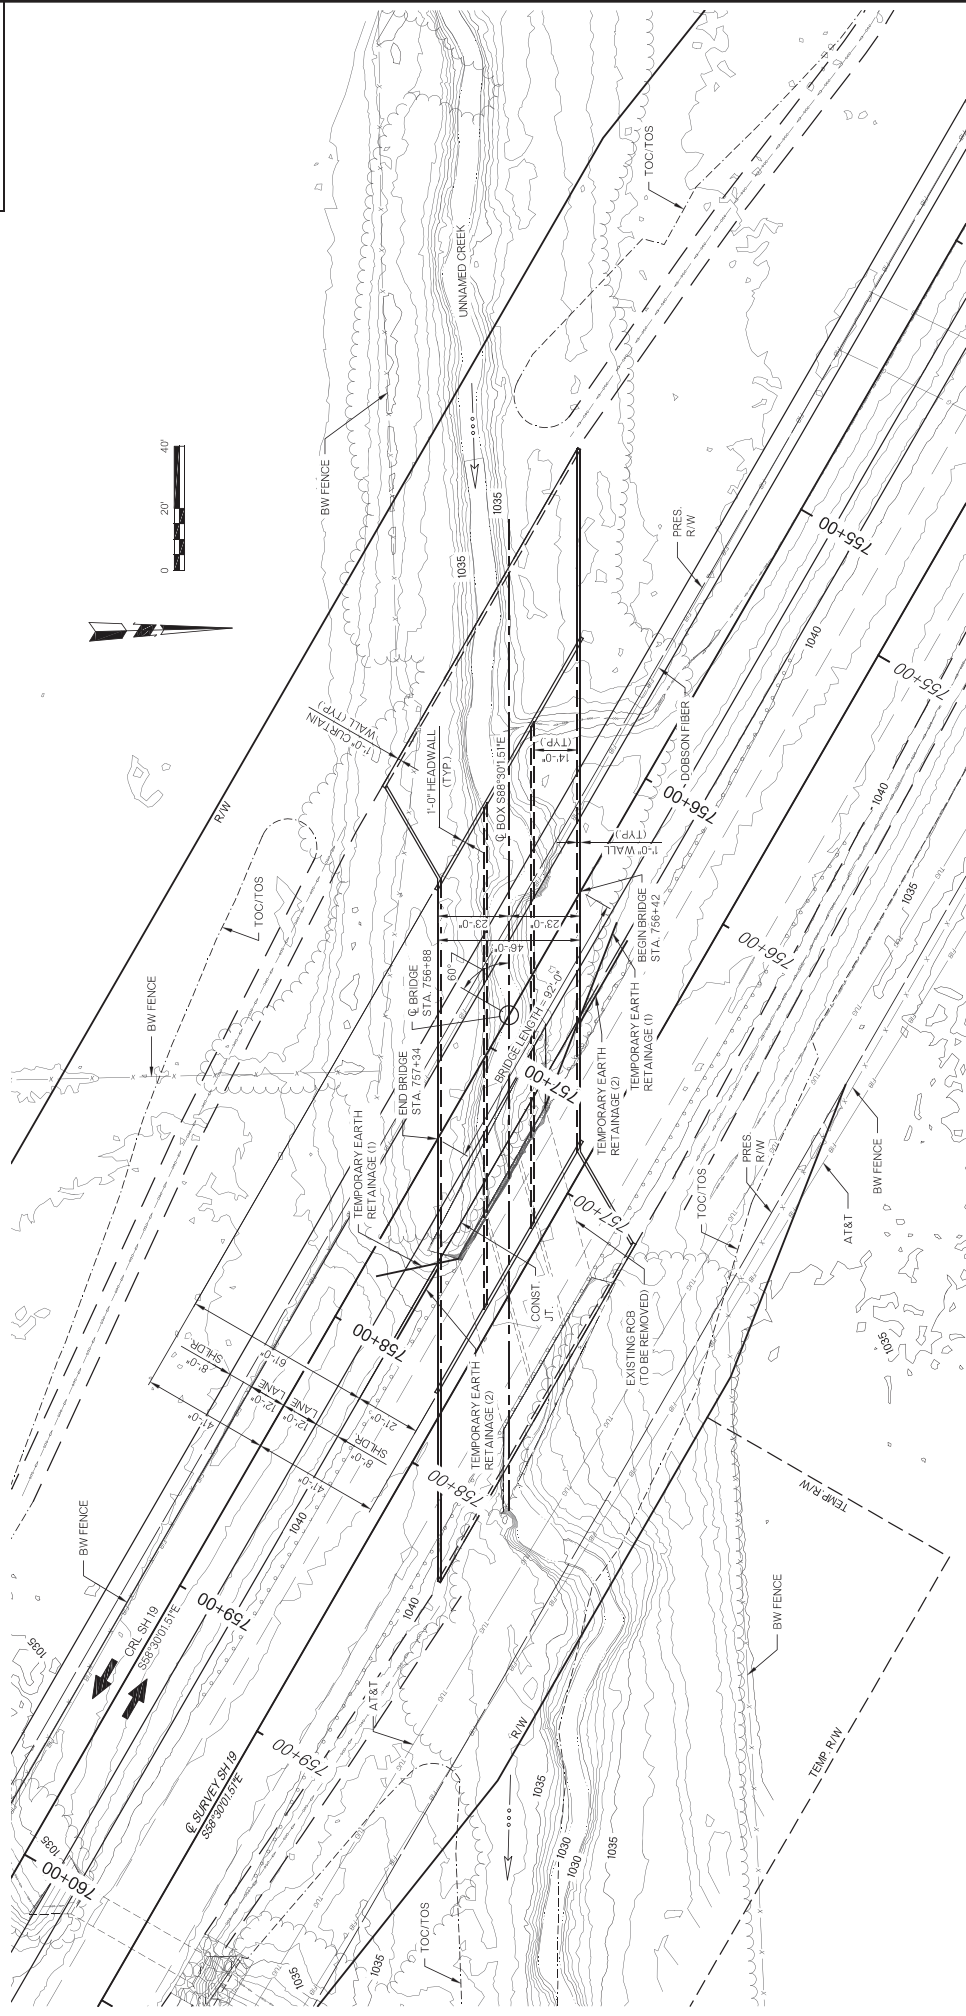 TOC/TOS
UNNAMED CREEK
BW FENCE
0
20'
40'
1035
1035
PRES.
R/W
755+00
1040
755+00
DOBSON FIBER
1'-0" CURTAIN
WALL (TYP.)
1'-0" HEADWALL
(TYP.)
℄ BOX S88°30'1.51"E
14'-0"
(TYP.)
756+00
1040
1'-0" WALL
(TYP.)
1035
R/W
TOC/TOS
23'-0"
23'-0"
46'-0"
BEGIN BRIDGE
STA. 756+42
756+00
BW FENCE
℄ BRIDGE
STA. 756+88
60°
BRIDGE LENGTH = 92'-0"
TEMPORARY EARTH
RETAINAGE (1)
END BRIDGE
STA. 757+34
757+00
TEMPORARY EARTH
RETAINAGE (2)
TEMPORARY EARTH
RETAINAGE (1)
757+00
TOC/TOS
PRES.
R/W
BW FENCE
AT&T
CONST.
JT.
EXISTING RCB
(TO BE REMOVED)
1035
758+00
61'-0"
21'-0"
8'-0"
SHLDR
12'-0"
LANE
12'-0"
LANE
8'-0"
SHLDR
41'-0"
41'-0"
TEMPORARY EARTH
RETAINAGE (2)
758+00
TEMP R/W
1040
BW FENCE
1040
759+00
CRL SH 19
S58°30'01.51"E
1035
BW FENCE
AT&T
R/W
759+00
℄ SURVEY SH 19
S58°30'01.51"E
TEMP. R/W
1035
1030
1030
1035
760+00
1035
TOC/TOS
1035
1035